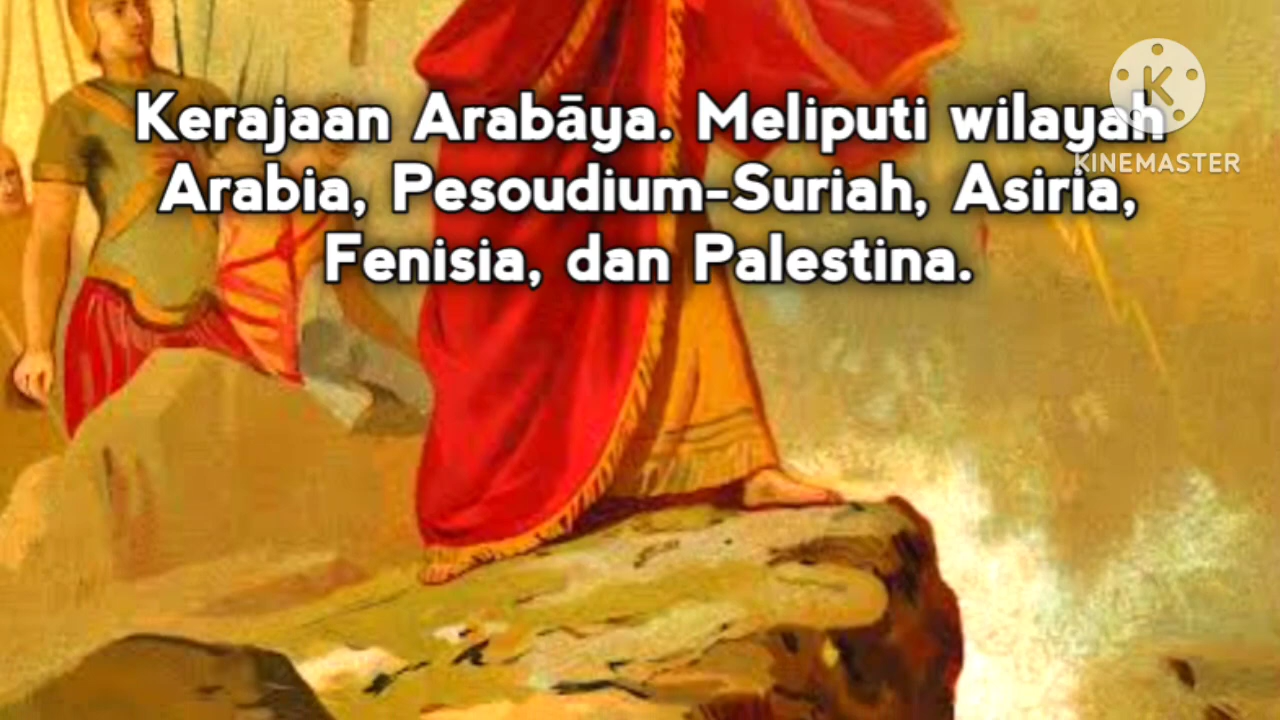 Kerajaan Arabāya. Meliputi wilayah
Arabia, Pesoudium-Suriah, Asiria,
Fenisia, dan Palestina.
K
KINEMASTER